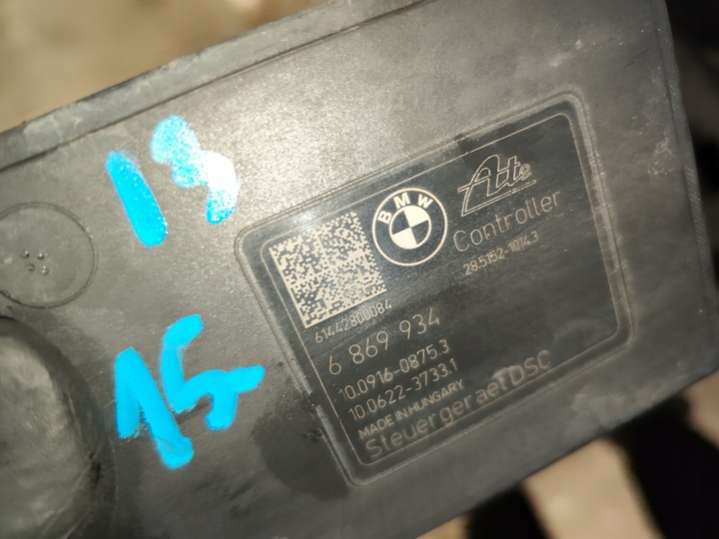 13
15
BMW
Ate
Controller
28.5152-1014.3
61442800084
6 869 934
10.0916-0875.3
10.0622-3733.1
MADE IN HUNGARY
Steuergeraet DSC